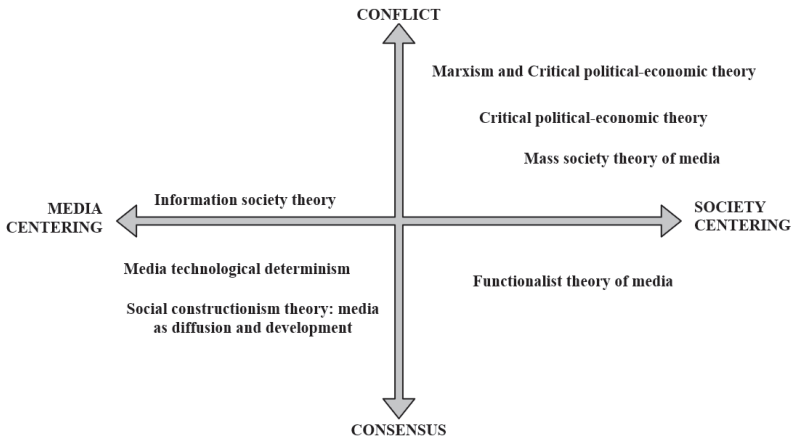 CONFLICT
Marxism and Critical political-economic theory
Critical political-economic theory
Mass society theory of media
Information society theory
MEDIA
CENTERING
SOCIETY
CENTERING
Media technological determinism
Functionalist theory of media
Social constructionism theory: media
as diffusion and development
CONSENSUS